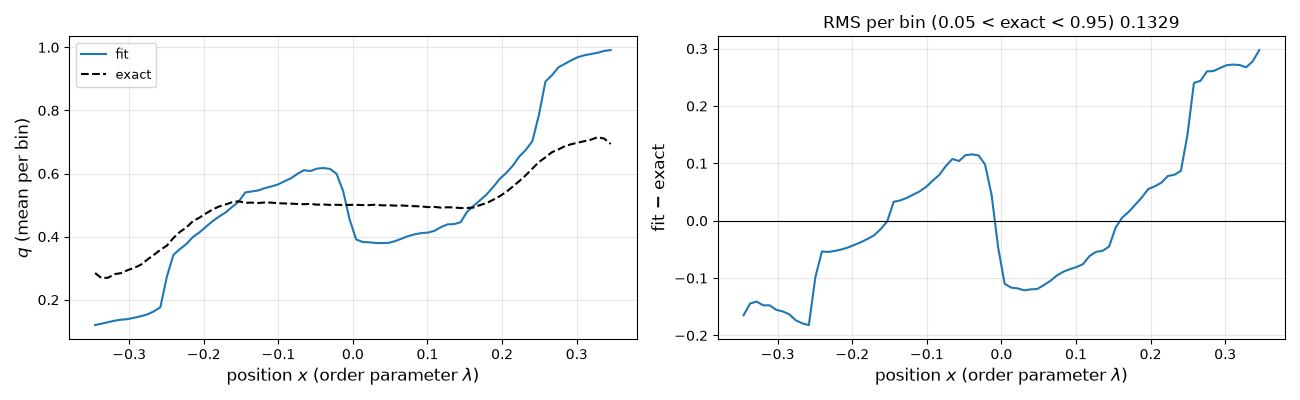 RMS per bin (0.05 < exact < 0.95) 0.1329
fit
exact
q (mean per bin)
1.0
0.8
0.6
0.4
0.2
−0.3 −0.2 −0.1 0.0 0.1 0.2 0.3
position x (order parameter λ)
fit − exact
0.3
0.2
0.1
0.0
−0.1
−0.2
−0.3 −0.2 −0.1 0.0 0.1 0.2 0.3
position x (order parameter λ)